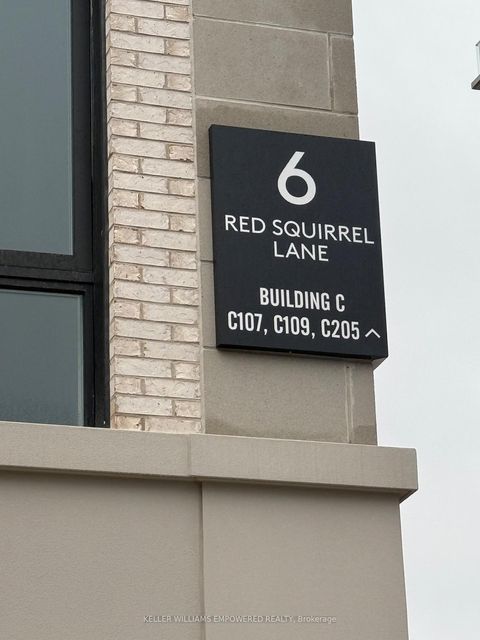 6
RED SQUIRREL
LANE
BUILDING C
C107, C109, C205 ^
KELLER WILLIAMS EMPOWERED REALTY, Brokerage